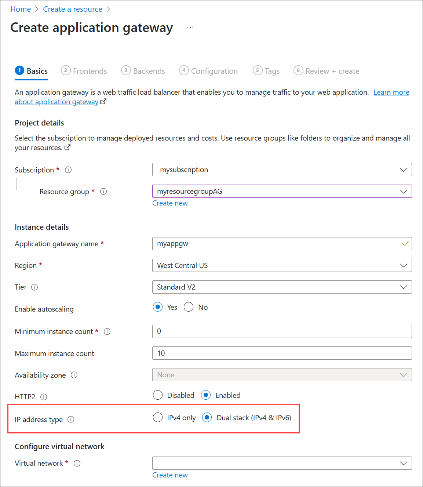 Home > Create a resource >
Create application gateway ...
1 Basics 2 Frontends 3 Backends 4 Configuration 5 Tags 6 Review + create
An application gateway is a web traffic load balancer that enables you to manage traffic to your web application. Learn more
about application gateway
Project details
Select the subscription to manage deployed resources and costs. Use resource groups like folders to organize and manage all
your resources.
Subscription * mysubscription
Resource group * myresourcegroupAG
Create new
Instance details
Application gateway name * myappgw
Region * West Central US
Tier Standard V2
Enable autoscaling Yes No
Minimum instance count * 0
Maximum instance count 10
Availability zone None
HTTP2 Disabled Enabled
IP address type IPv4 only Dual stack (IPv4 & IPv6)
Configure virtual network
Virtual network *
Create new